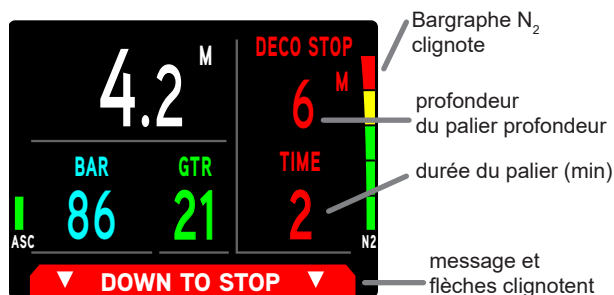 DECO STOP
4.2 M
6 M
BAR
GTR
TIME
86
21
2
ASC
N2
▼ DOWN TO STOP ▼
Bargraphe N2
clignote
profondeur
du palier profondeur
durée du palier (min)
message et
flèches clignotent